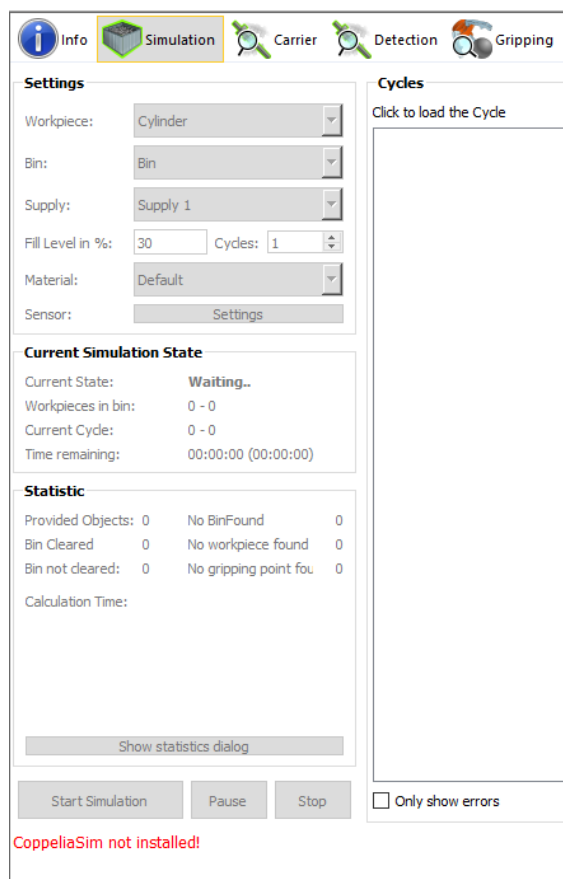 Info Simulation Carrier Detection Gripping
Settings
Workpiece: Cylinder
Bin: Bin
Supply: Supply 1
Fill Level in %: 30 Cycles: 1
Material: Default
Sensor: Settings
Current Simulation State
Current State: Waiting..
Workpieces in bin: 0 - 0
Current Cycle: 0 - 0
Time remaining: 00:00:00 (00:00:00)
Statistic
Provided Objects: 0 No BinFound 0
Bin Cleared 0 No workpiece found 0
Bin not cleared: 0 No gripping point fou 0
Calculation Time:
Show statistics dialog
Start Simulation Pause Stop
CoppeliaSim not installed!
Cycles
Click to load the Cycle
Only show errors